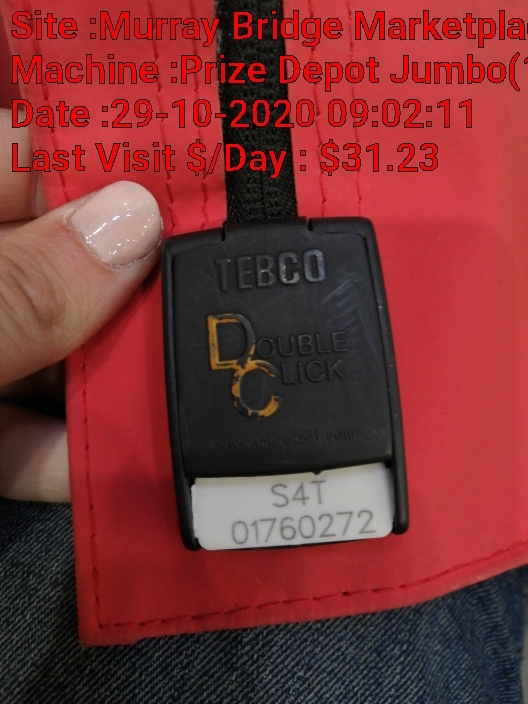 Site :Murray Bridge Marketpla
Machine :Prize Depot Jumbo(
Date :29-10-2020 09:02:11
Last Visit $/Day : $31.23
TEBCO
DOUBLE
CLICK
S4T
01760272